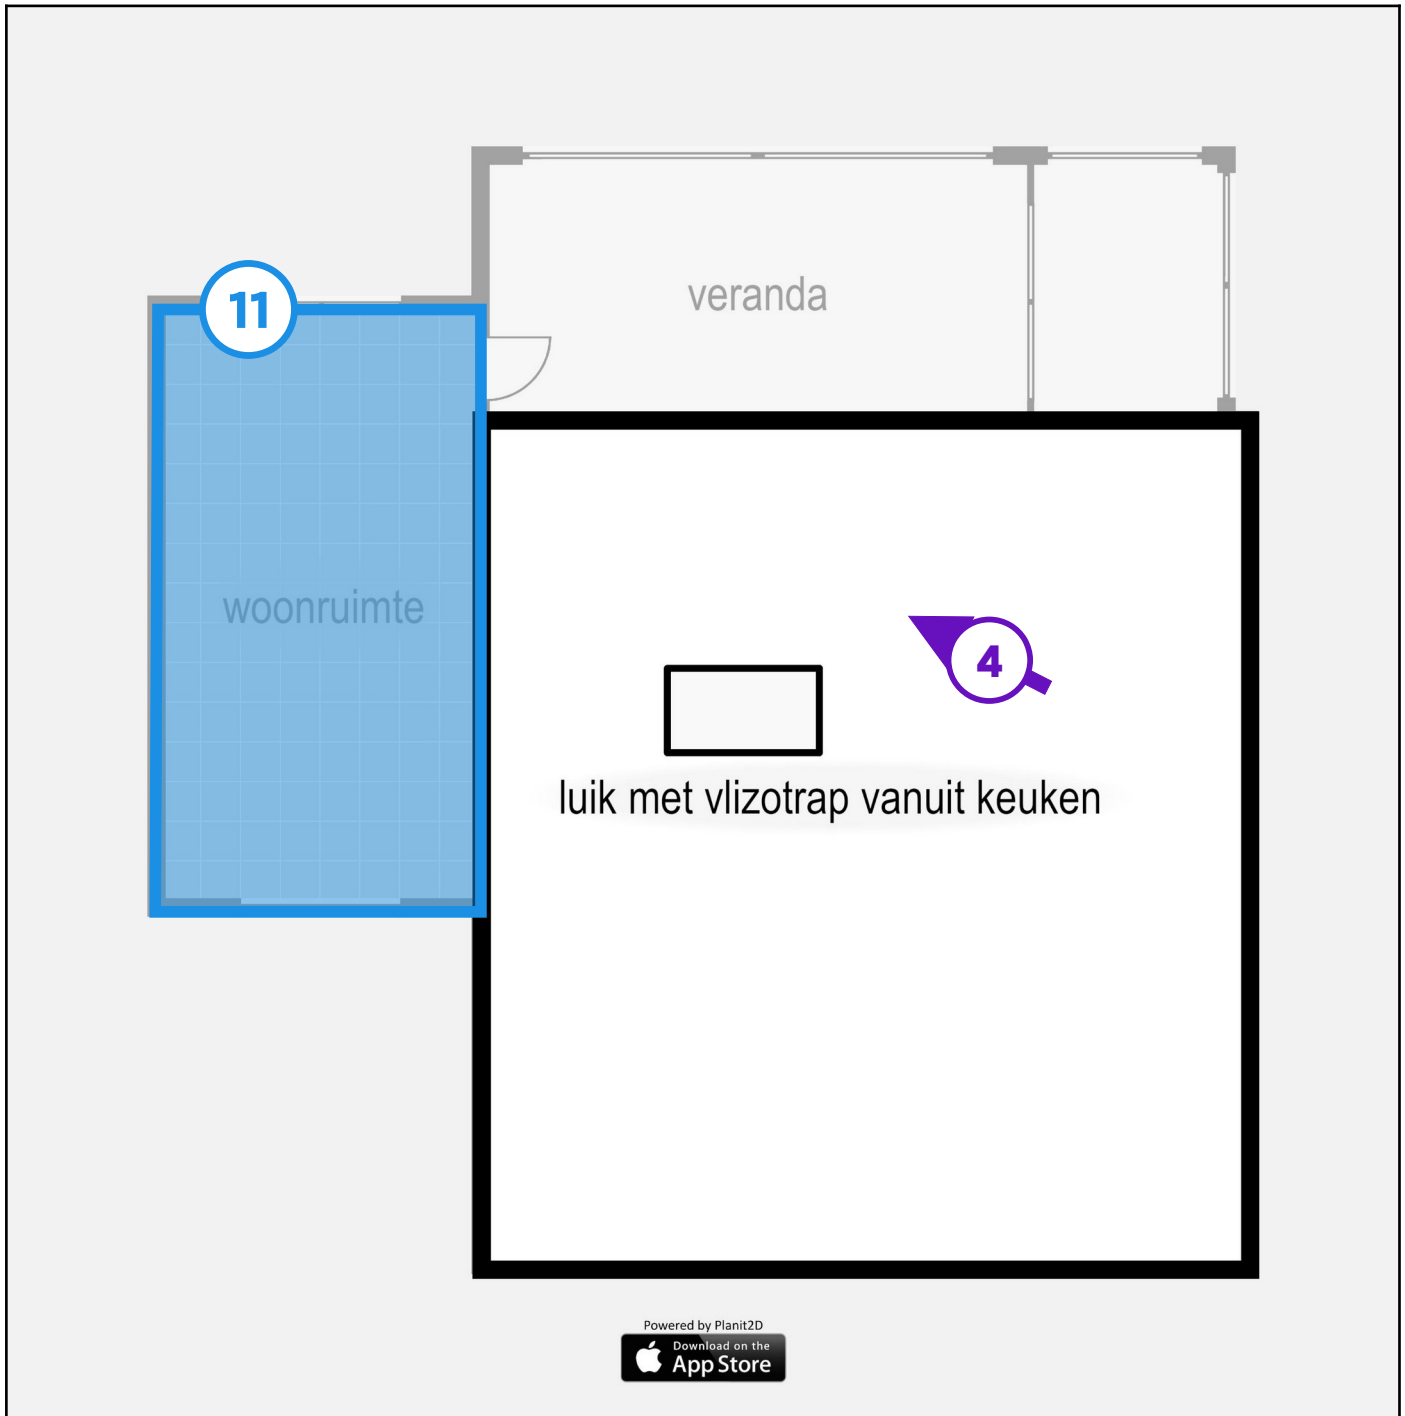 11
veranda
woonruimte
4
luik met vlizotrap vanuit keuken
Powered by Planit2D
Download on the
App Store